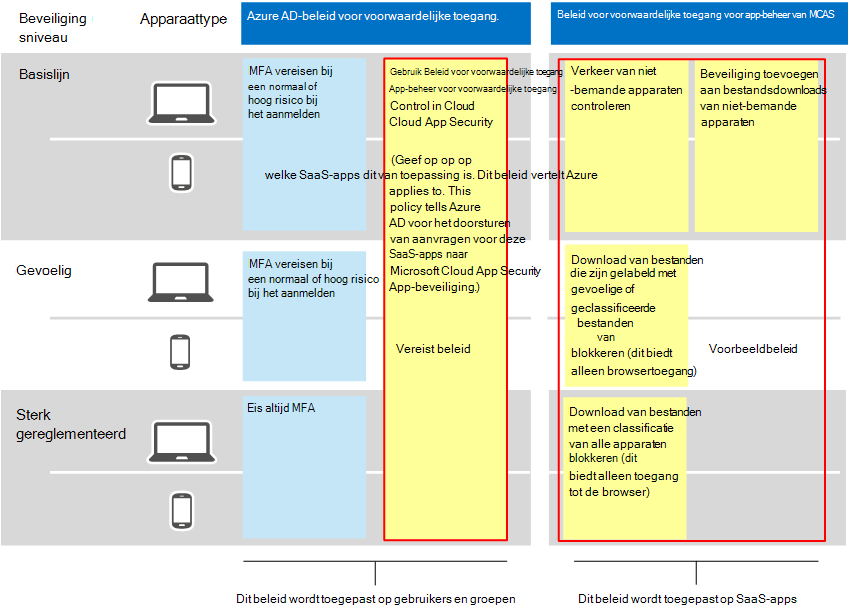 Beveiliging
sniveau
Apparaattype
Azure AD-beleid voor voorwaardelijke toegang.
Beleid voor voorwaardelijke toegang voor app-beheer van MCAS
Basislijn
MFA vereisen bij
een normaal of
hoog risico bij
het aanmelden
Gebruik Beleid voor voorwaardelijke toegang
App-beheer voor voorwaardelijke toegang
Control in Cloud
Cloud App Security
(Geef op op op
welke SaaS-apps dit van toepassing is. Dit beleid vertelt Azure
applies to. This
policy tells Azure
AD voor het doorsturen
van aanvragen voor deze
SaaS-apps naar
Microsoft Cloud App Security
App-beveiliging.)
Vereist beleid
Verkeer van niet
-bemande apparaten
controleren
Beveiliging toevoegen
aan bestandsdownloads
van niet-bemande
apparaten
Gevoelig
MFA vereisen bij
een normaal of hoog risico
bij het aanmelden
Download van bestanden
die zijn gelabeld met
gevoelige of
geclassificeerde
bestanden
van
blokkeren (dit biedt
alleen browsertoegang)
Voorbeeldbeleid
Sterk
gereglementeerd
Eis altijd MFA
Download van bestanden
met een classificatie
van alle apparaten
blokkeren (dit
biedt alleen toegang
tot de browser)
Dit beleid wordt toegepast op gebruikers en groepen
Dit beleid wordt toegepast op SaaS-apps